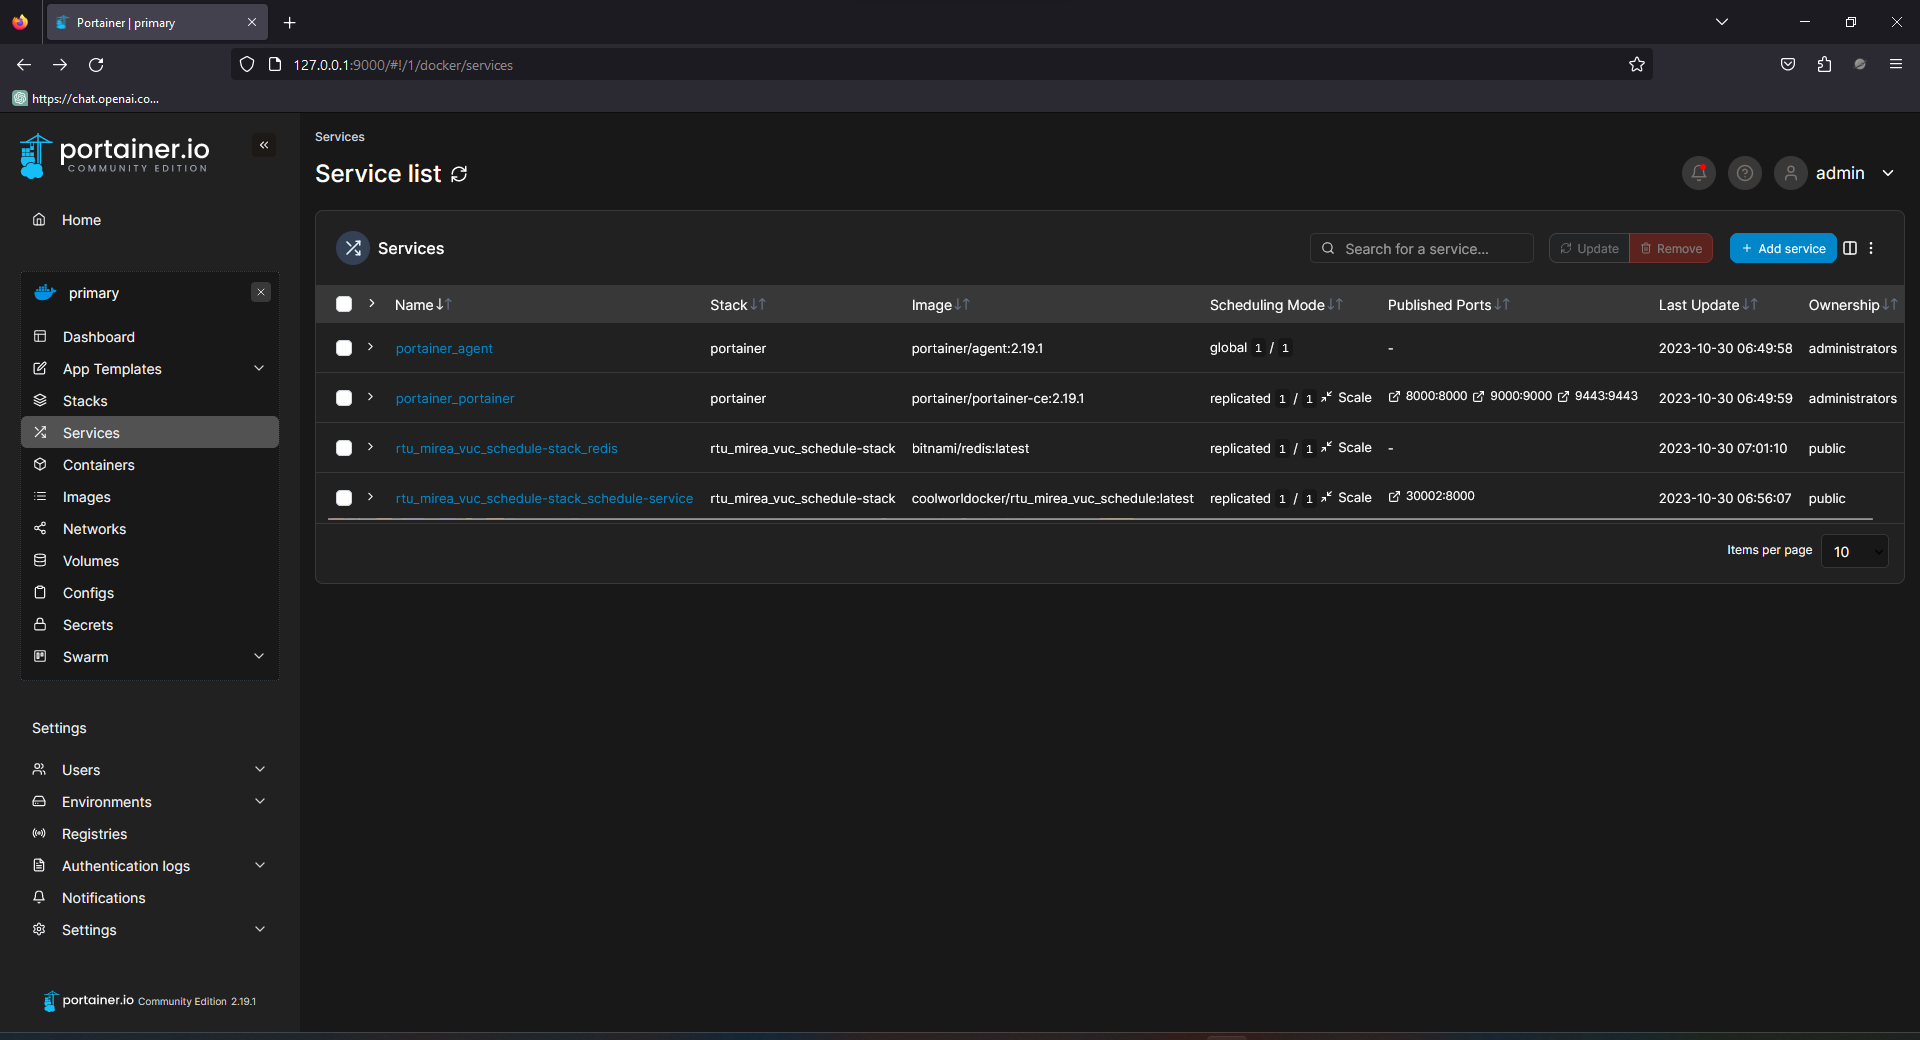 Portainer | primary
127.0.0.1:9000/#!/1/docker/services
https://chat.openai.co...
portainer.io
COMMUNITY EDITION
Home
primary
Dashboard
App Templates
Stacks
Services
Containers
Images
Networks
Volumes
Configs
Secrets
Swarm
Settings
Users
Environments
Registries
Authentication logs
Notifications
Settings
portainer.io Community Edition 2.19.1
Services
Service list
admin
Services
Search for a service...
Update
Remove
+ Add service
Name Stack Image Scheduling Mode Published Ports Last Update Ownership
portainer_agent portainer portainer/agent:2.19.1 global 1 / 1 - 2023-10-30 06:49:58 administrators
portainer_portainer portainer portainer/portainer-ce:2.19.1 replicated 1 / 1 Scale 8000:8000 9000:9000 9443:9443 2023-10-30 06:49:59 administrators
rtu_mirea_vuc_schedule-stack_redis rtu_mirea_vuc_schedule-stack bitnami/redis:latest replicated 1 / 1 Scale - 2023-10-30 07:01:10 public
rtu_mirea_vuc_schedule-stack_schedule-service rtu_mirea_vuc_schedule-stack coolworldocker/rtu_mirea_vuc_schedule:latest replicated 1 / 1 Scale 30002:8000 2023-10-30 06:56:07 public
Items per page 10